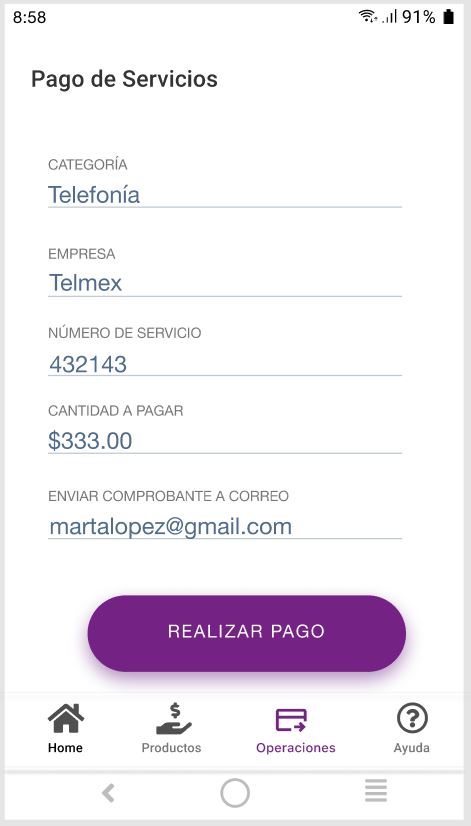 8:58 91%
Pago de Servicios
CATEGORÍA
Telefonía
EMPRESA
Telmex
NÚMERO DE SERVICIO
432143
CANTIDAD A PAGAR
$333.00
ENVIAR COMPROBANTE A CORREO
martalopez@gmail.com
REALIZAR PAGO
Home Productos Operaciones Ayuda